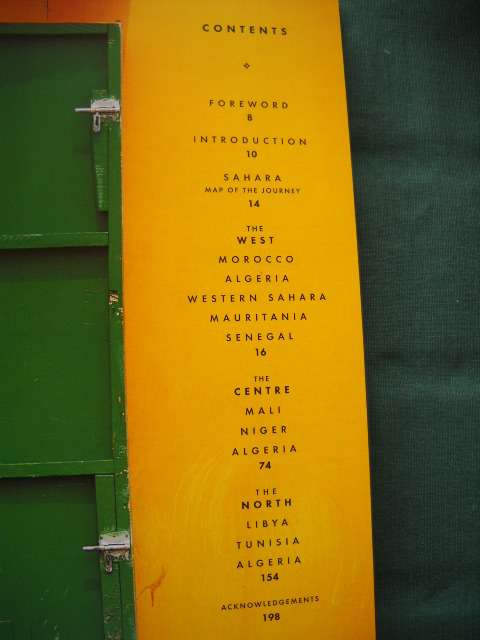 CONTENTS
FOREWORD
8
INTRODUCTION
10
SAHARA
MAP OF THE JOURNEY
14
THE
WEST
MOROCCO
ALGERIA
WESTERN SAHARA
MAURITANIA
SENEGAL
16
THE
CENTRE
MALI
NIGER
ALGERIA
74
THE
NORTH
LIBYA
TUNISIA
ALGERIA
154
ACKNOWLEDGEMENTS
198